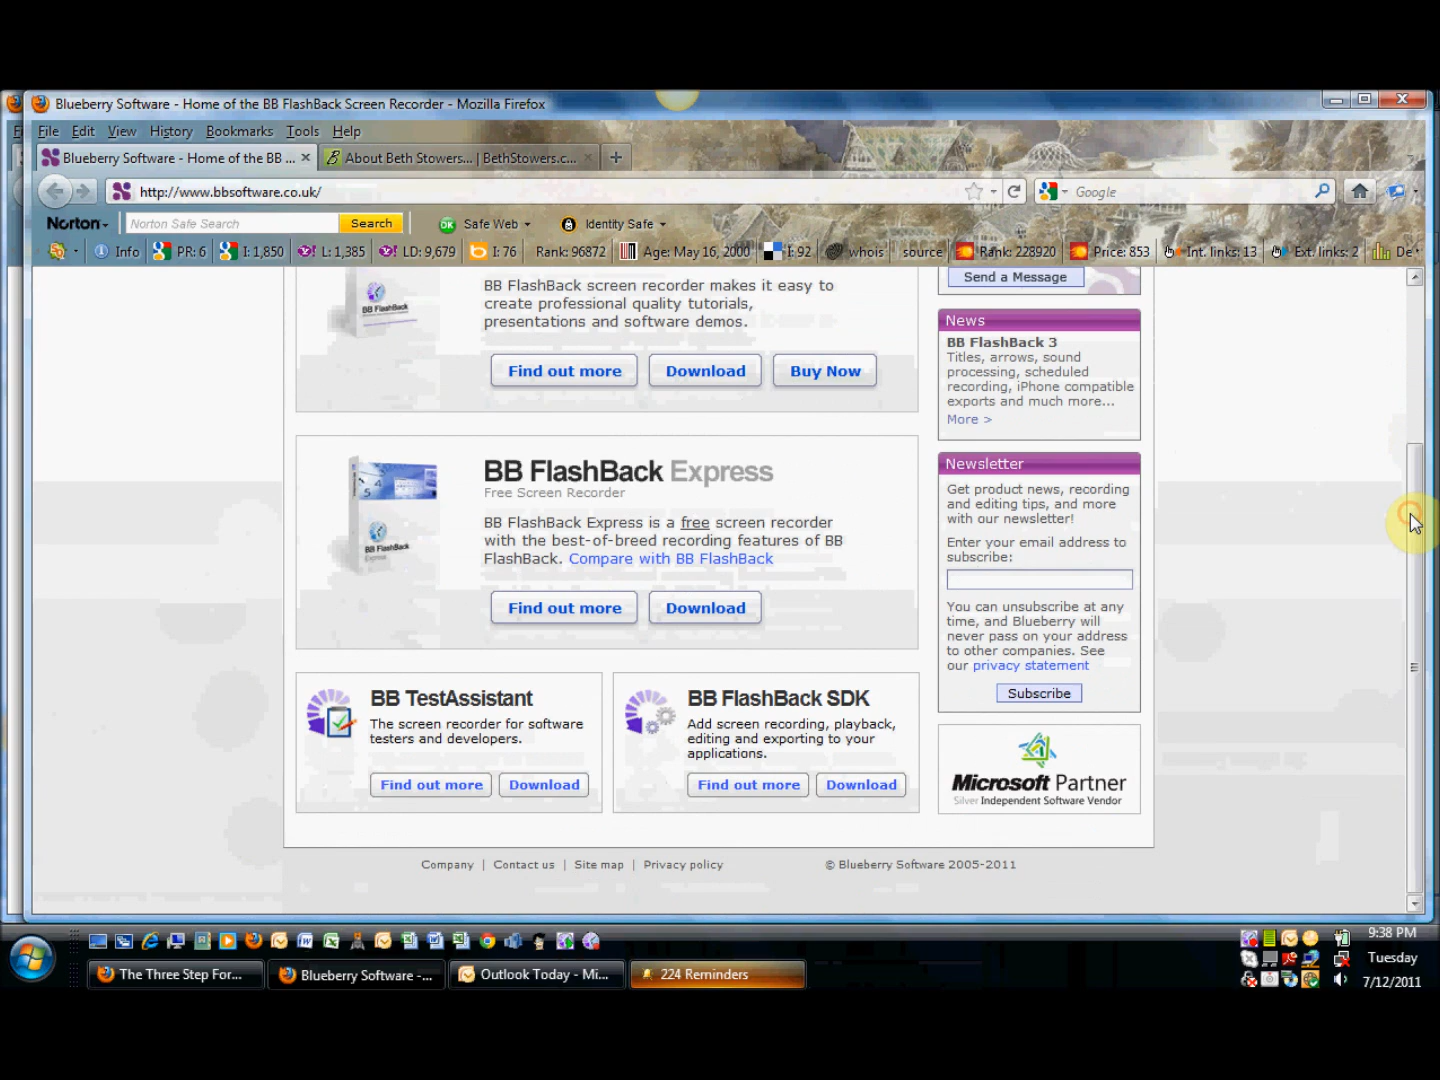 Blueberry Software - Home of the BB FlashBack Screen Recorder - Mozilla Firefox
File Edit View History Bookmarks Tools Help
Blueberry Software - Home of the BB ... About Beth Stowers... | BethStowers.c...
http://www.bbsoftware.co.uk/ Google
Norton Norton Safe Search Search OK Safe Web Identity Safe
Info PR: 6 I: 1,850 L: 1,385 LD: 9,679 I: 76 Rank: 96872 Age: May 16, 2000 I: 92 whois source Rank: 228920 Price: 853 Int. links: 13 Ext. links: 2 De
BB FlashBack
BB FlashBack screen recorder makes it easy to
create professional quality tutorials,
presentations and software demos.
Find out more Download Buy Now
BB FlashBack Express
Free Screen Recorder
BB FlashBack Express is a free screen recorder
with the best-of-breed recording features of BB
FlashBack. Compare with BB FlashBack
Find out more Download
BB FlashBack
BB TestAssistant
The screen recorder for software
testers and developers.
Find out more Download
BB FlashBack SDK
Add screen recording, playback,
editing and exporting to your
applications.
Find out more Download
Send a Message
News
BB FlashBack 3
Titles, arrows, sound
processing, scheduled
recording, iPhone compatible
exports and much more...
More >
Newsletter
Get product news, recording
and editing tips, and more
with our newsletter!
Enter your email address to
subscribe:
You can unsubscribe at any
time, and Blueberry will
never pass on your address
to other companies. See
our privacy statement
Subscribe
Microsoft Partner
Silver Independent Software Vendor
Company | Contact us | Site map | Privacy policy © Blueberry Software 2005-2011
The Three Step For... Blueberry Software -... Outlook Today - Mi... 224 Reminders
9:38 PM
Tuesday
7/12/2011